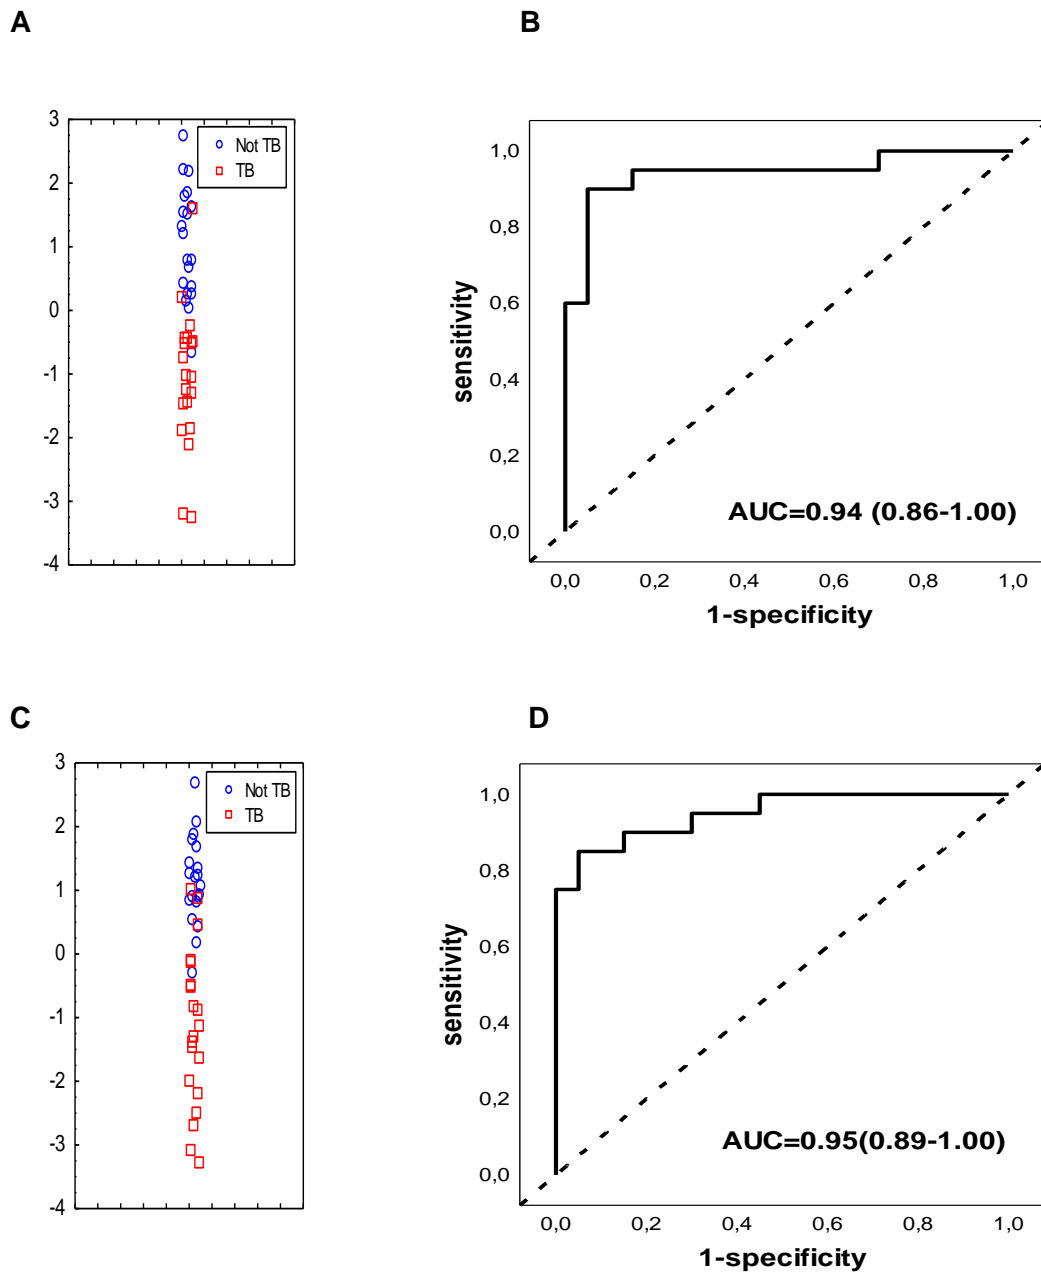 A
B
3
2
1
0
-1
-2
-3
-4
Not TB
TB
sensitivity
1,0
0,8
0,6
0,4
0,2
0,0
AUC=0.94 (0.86-1.00)
0,0 0,2 0,4 0,6 0,8 1,0
1-specificity
C
D
3
2
1
0
-1
-2
-3
-4
Not TB
TB
sensitivity
1,0
0,8
0,6
0,4
0,2
0,0
AUC=0.95(0.89-1.00)
0,0 0,2 0,4 0,6 0,8 1,0
1-specificity